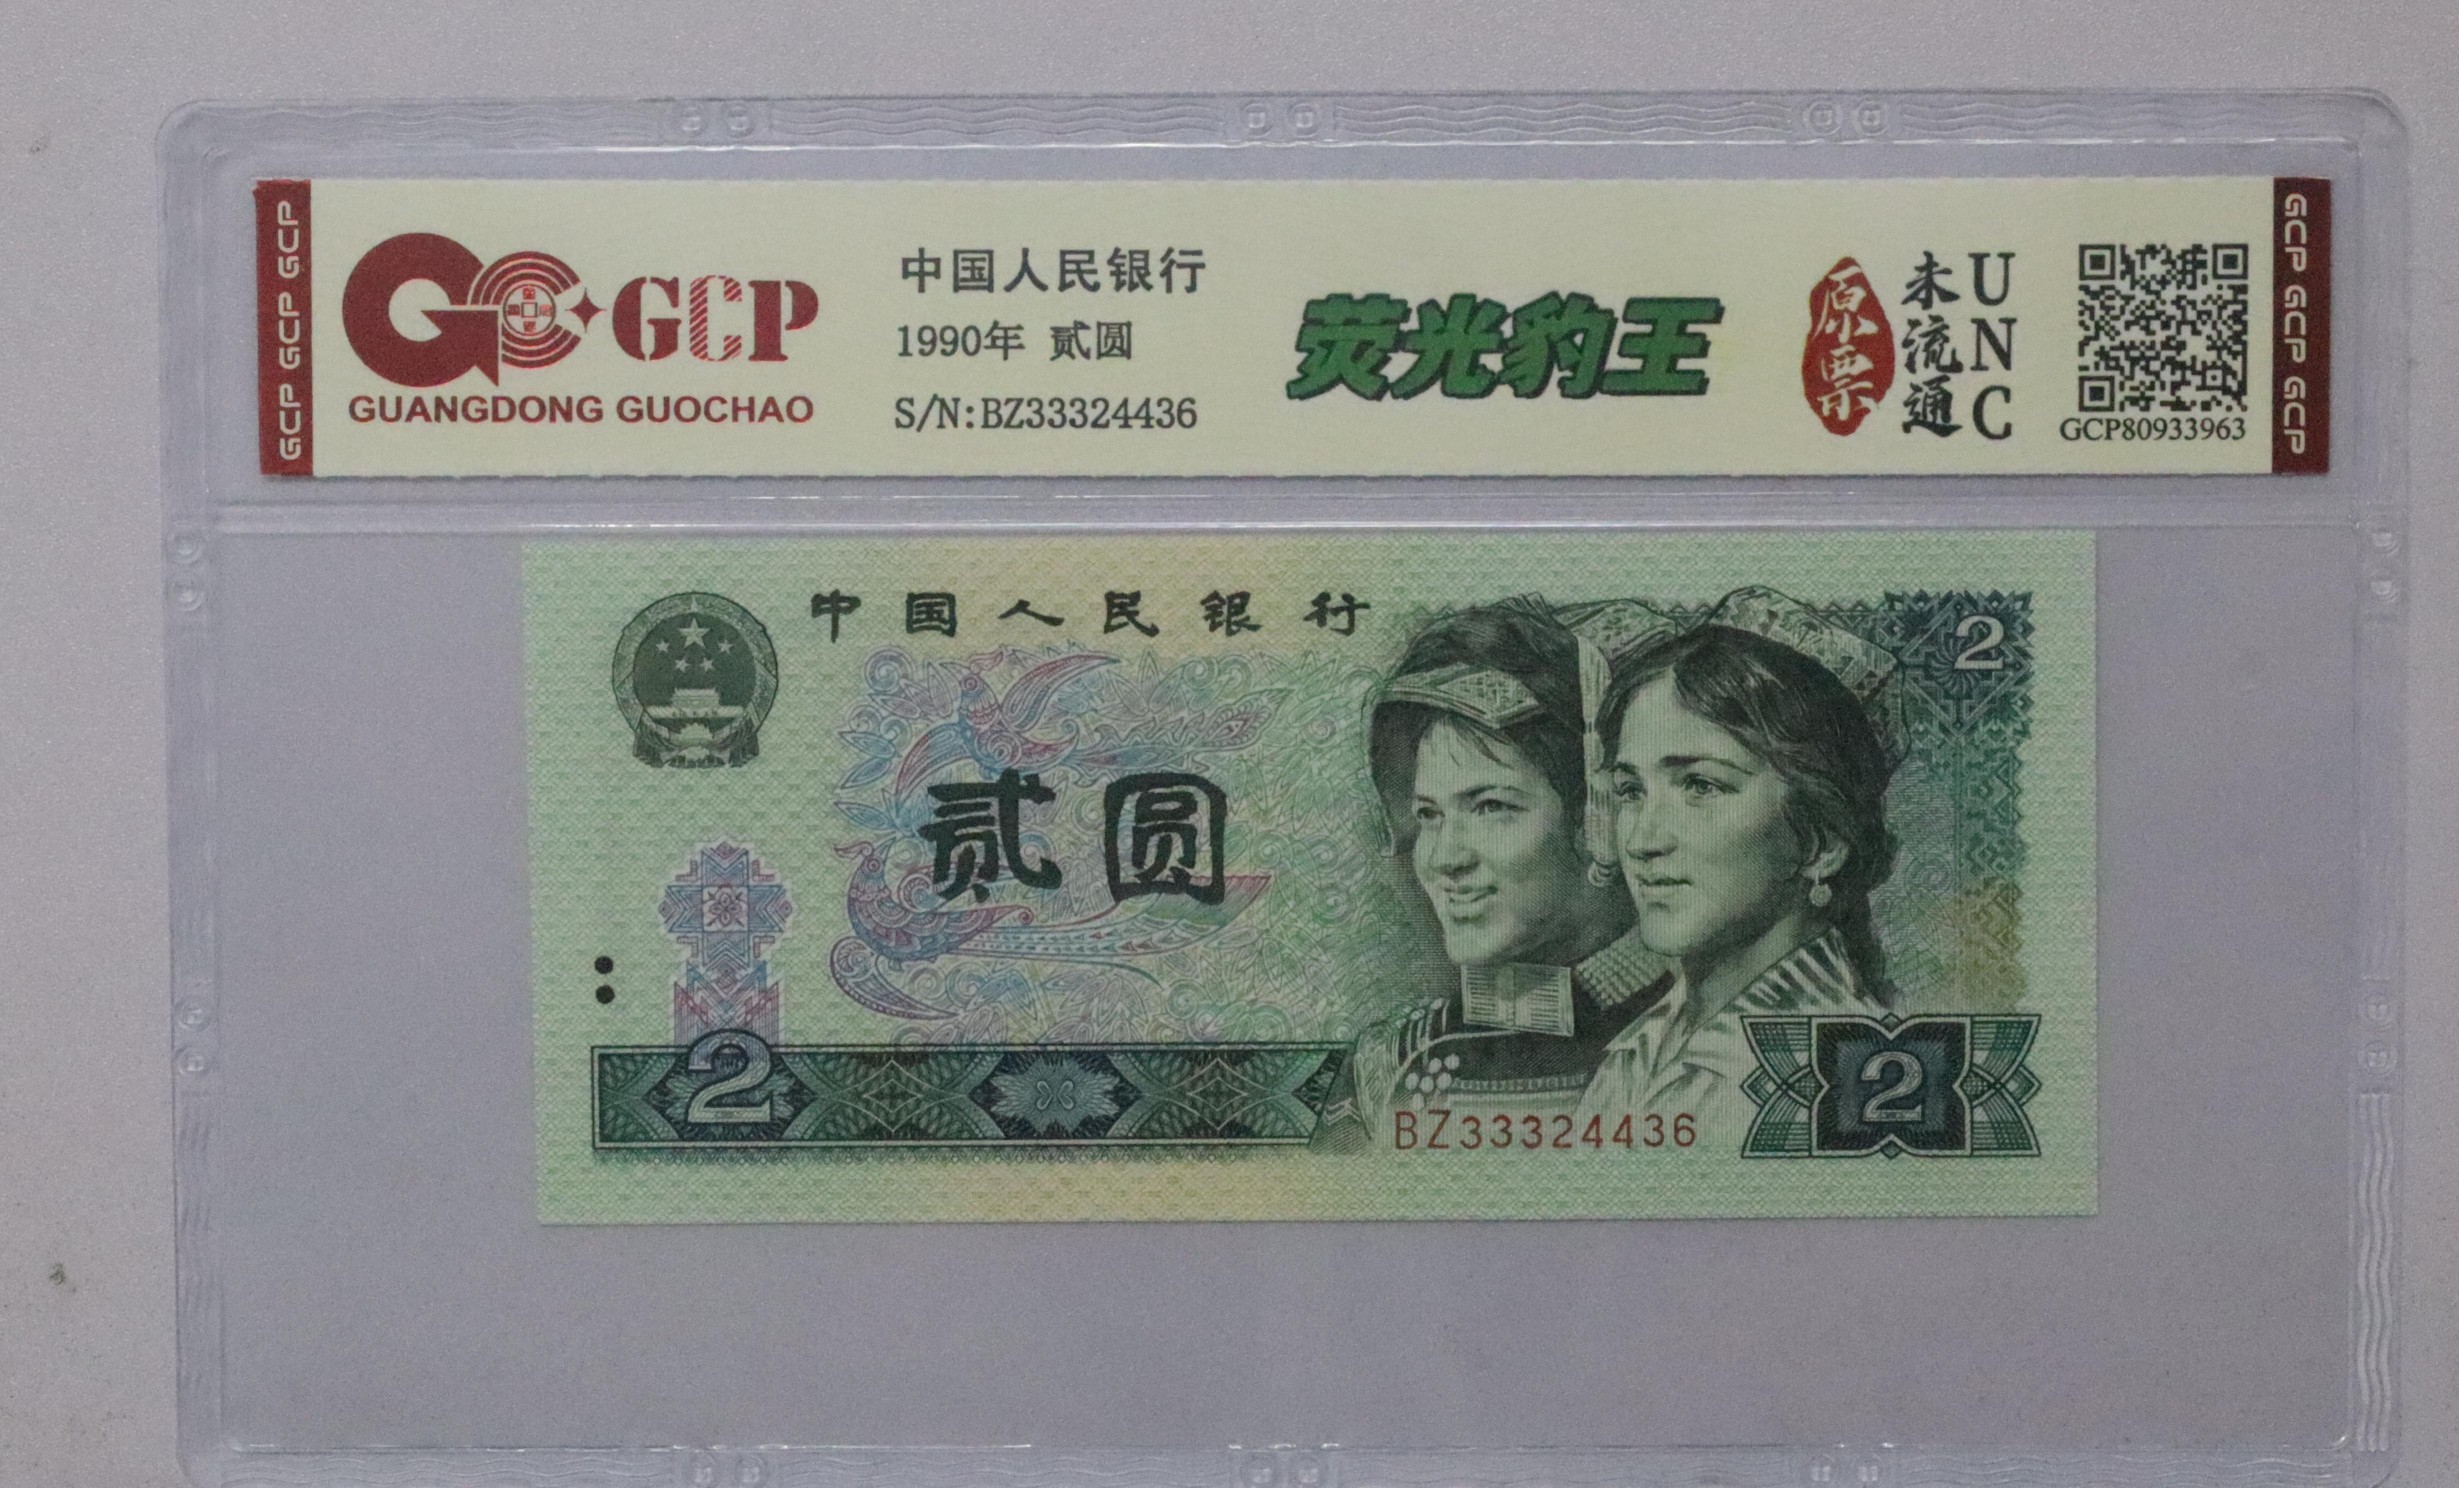 GCP GCP GCP
GCP
GUANGDONG GUOCHAO
中国人民银行
1990年 贰圆
S/N:BZ33324436
荧光豹王
原票
未流通
UNC
GCP80933963
GCP GCP GCP
中国人民银行
2
贰圆
2
BZ33324436
2